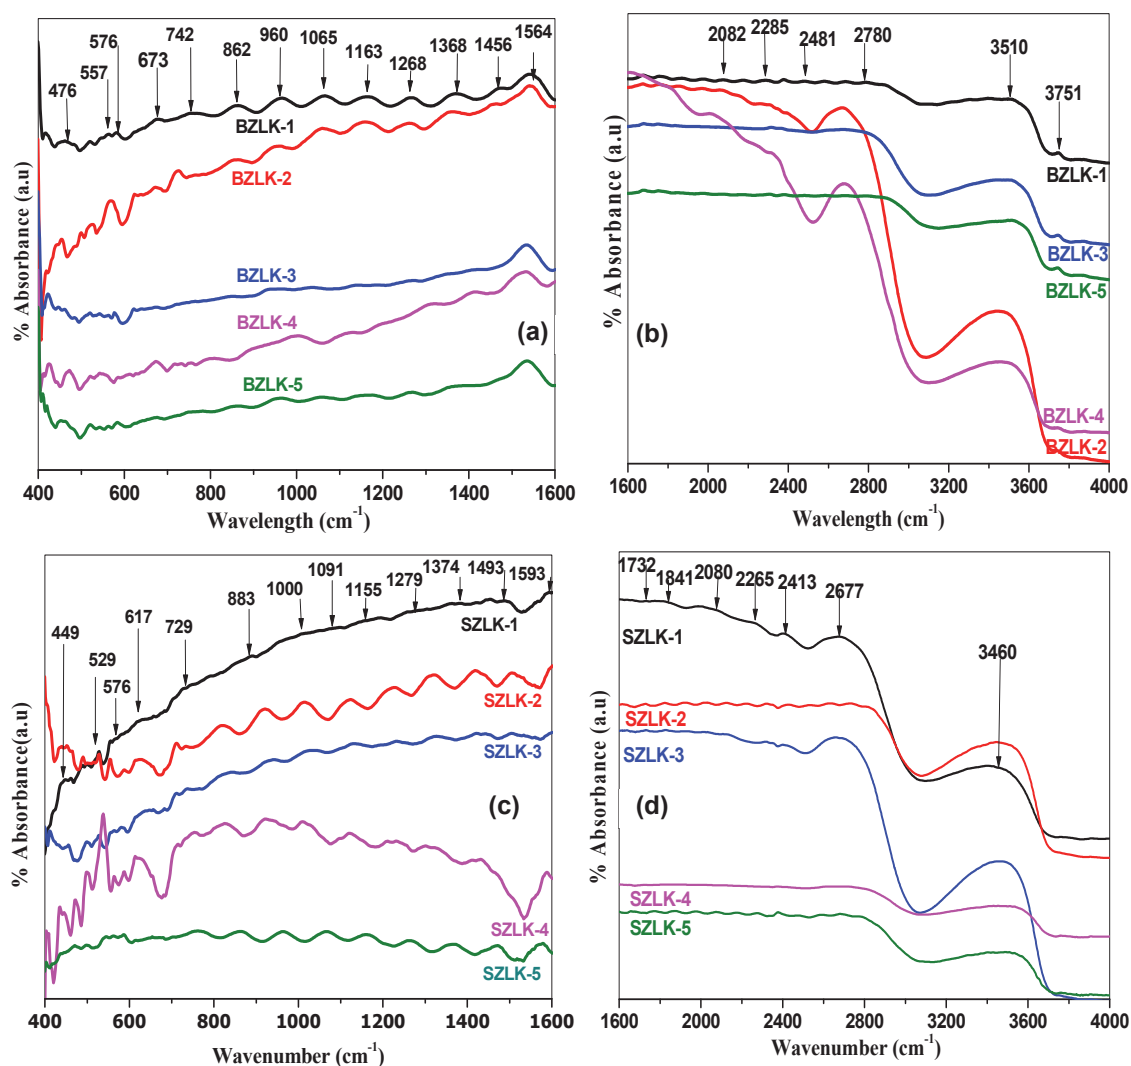 476
557
576
673
742
862
960
1065
1163
1268
1368
1456
1564
BZLK-1
BZLK-2
BZLK-3
BZLK-4
BZLK-5
(a)
% Absorbance (a.u)
400 600 800 1000 1200 1400 1600
Wavelength (cm-1)
2082
2285
2481
2780
3510
3751
BZLK-1
BZLK-3
BZLK-5
BZLK-4
BZLK-2
(b)
% Absorbance (a.u)
1600 2000 2400 2800 3200 3600 4000
Wavelength (cm-1)
449
529
576
617
729
883
1000
1091
1155
1279
1374
1493
1593
SZLK-1
SZLK-2
SZLK-3
SZLK-4
SZLK-5
(c)
% Absorbance(a.u)
400 600 800 1000 1200 1400 1600
Wavenumber (cm-1)
1732
1841
2080
2265
2413
2677
3460
SZLK-1
SZLK-2
SZLK-3
SZLK-4
SZLK-5
(d)
% Absorbance (a.u)
1600 2000 2400 2800 3200 3600 4000
Wavenumber (cm-1)